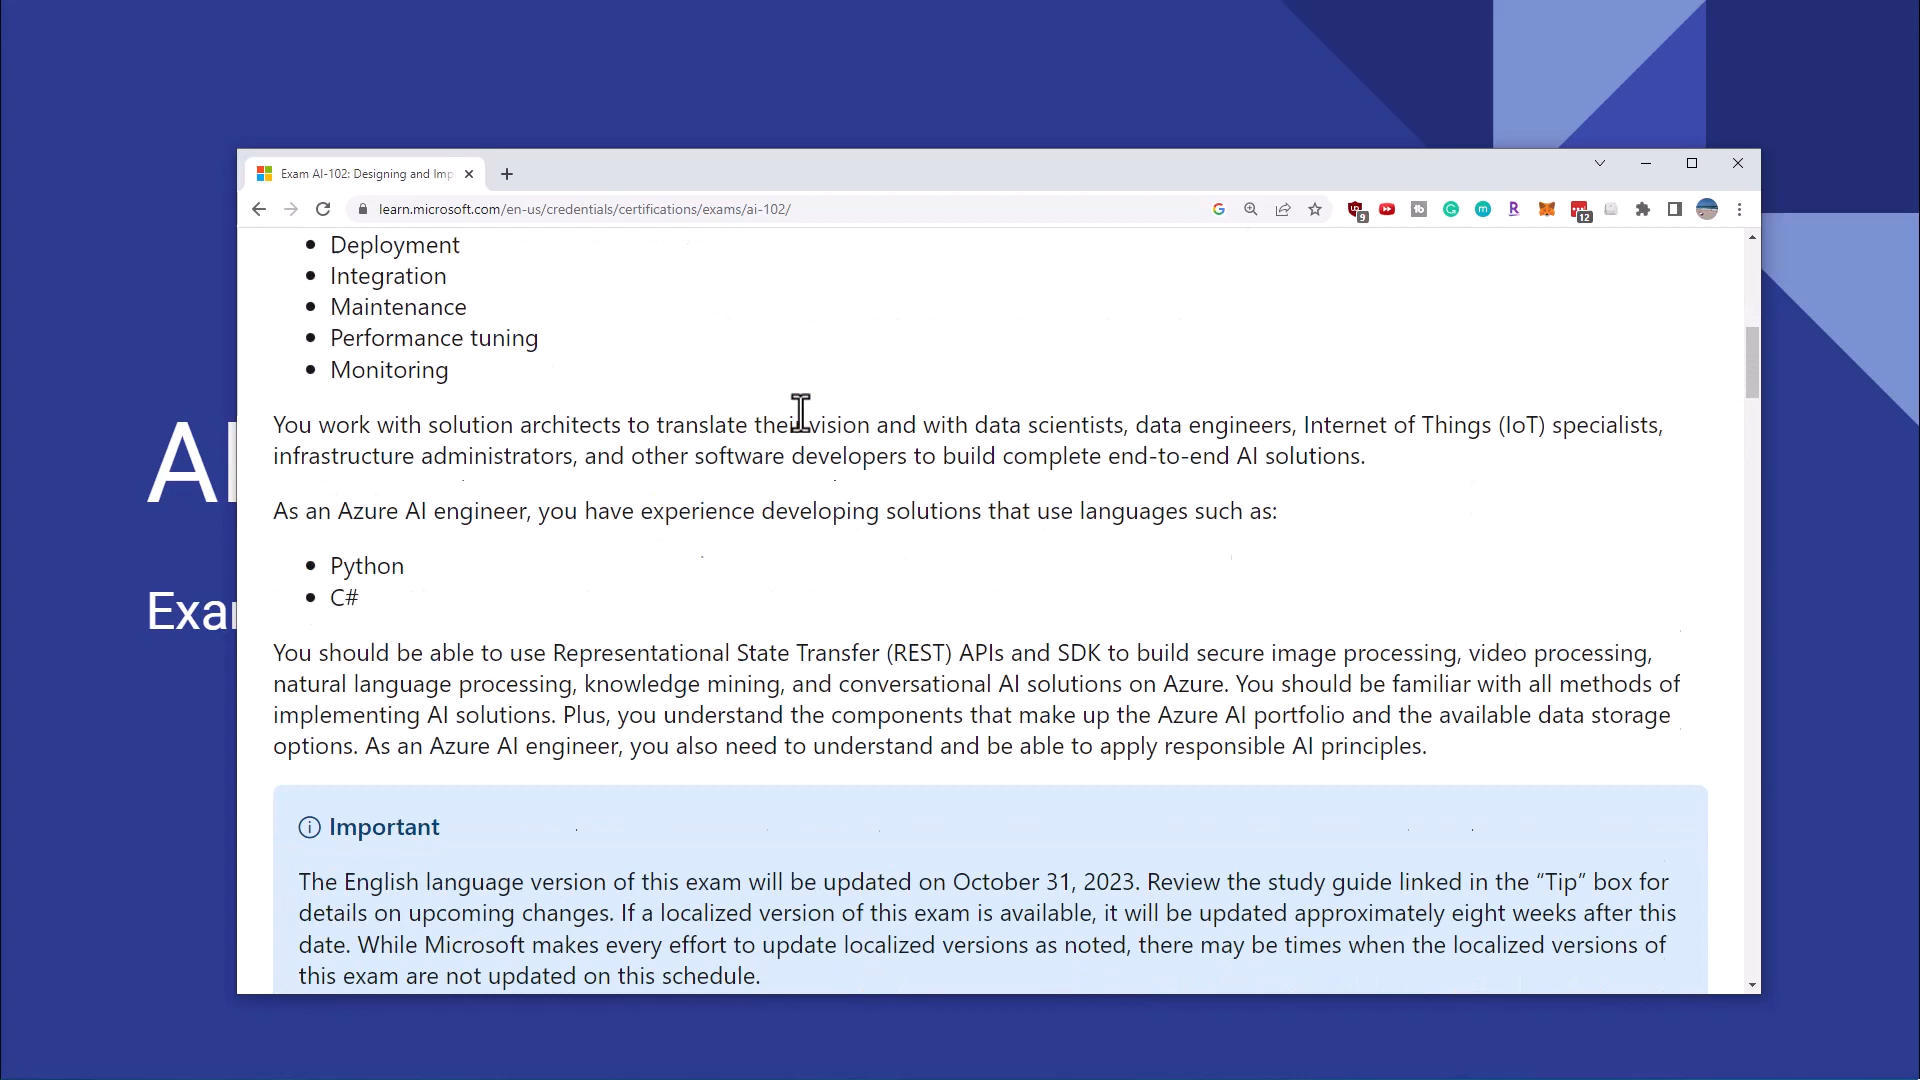 Exam AI-102: Designing and Imp
learn.microsoft.com/en-us/credentials/certifications/exams/ai-102/
9
12
Deployment
Integration
Maintenance
Performance tuning
Monitoring
You work with solution architects to translate their vision and with data scientists, data engineers, Internet of Things (IoT) specialists,
infrastructure administrators, and other software developers to build complete end-to-end AI solutions.
As an Azure AI engineer, you have experience developing solutions that use languages such as:
Python
C#
You should be able to use Representational State Transfer (REST) APIs and SDK to build secure image processing, video processing,
natural language processing, knowledge mining, and conversational AI solutions on Azure. You should be familiar with all methods of
implementing AI solutions. Plus, you understand the components that make up the Azure AI portfolio and the available data storage
options. As an Azure AI engineer, you also need to understand and be able to apply responsible AI principles.
Important
The English language version of this exam will be updated on October 31, 2023. Review the study guide linked in the “Tip” box for
details on upcoming changes. If a localized version of this exam is available, it will be updated approximately eight weeks after this
date. While Microsoft makes every effort to update localized versions as noted, there may be times when the localized versions of
this exam are not updated on this schedule.